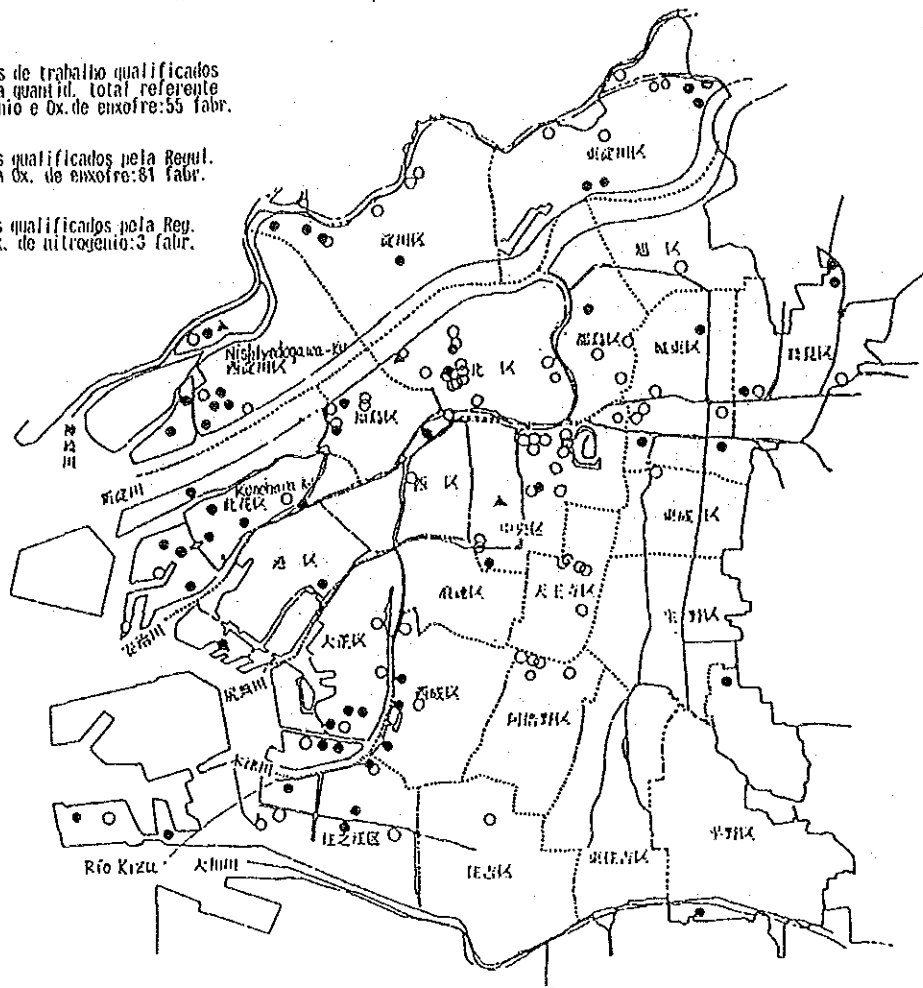 s de trabalho qualificados
a quantid. total referente
nio e Ox.de enxofre:55 fabr.
s qualificados pela Regul.
a Ox. de enxofre:81 fabr.
s qualificados pela Reg.
x. de nitrogenio:3 fabr.
東淀川区
淀川区
旭区
Nishiyodogawa-ku
西淀川区
北区
都島区
城東区
鶴見区
福島区
神崎川
新淀川
Konohana-ku
此花区
西区
中央区
東成区
港区
浪速区
天王寺区
生野区
安治川
大正区
尻無川
西成区
阿倍野区
木津川
住之江区
住吉区
東住吉区
平野区
Río Kizu
大和川